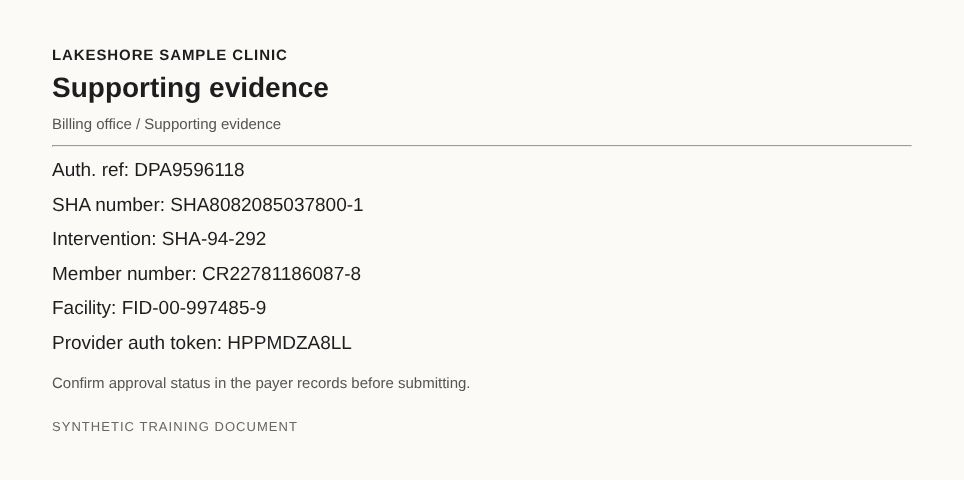 LAKESHORE SAMPLE CLINIC
Supporting evidence
Billing office / Supporting evidence
Auth. ref: DPA9596118
SHA number: SHA8082085037800-1
Intervention: SHA-94-292
Member number: CR22781186087-8
Facility: FID-00-997485-9
Provider auth token: HPPMDZA8LL
Confirm approval status in the payer records before submitting.
SYNTHETIC TRAINING DOCUMENT